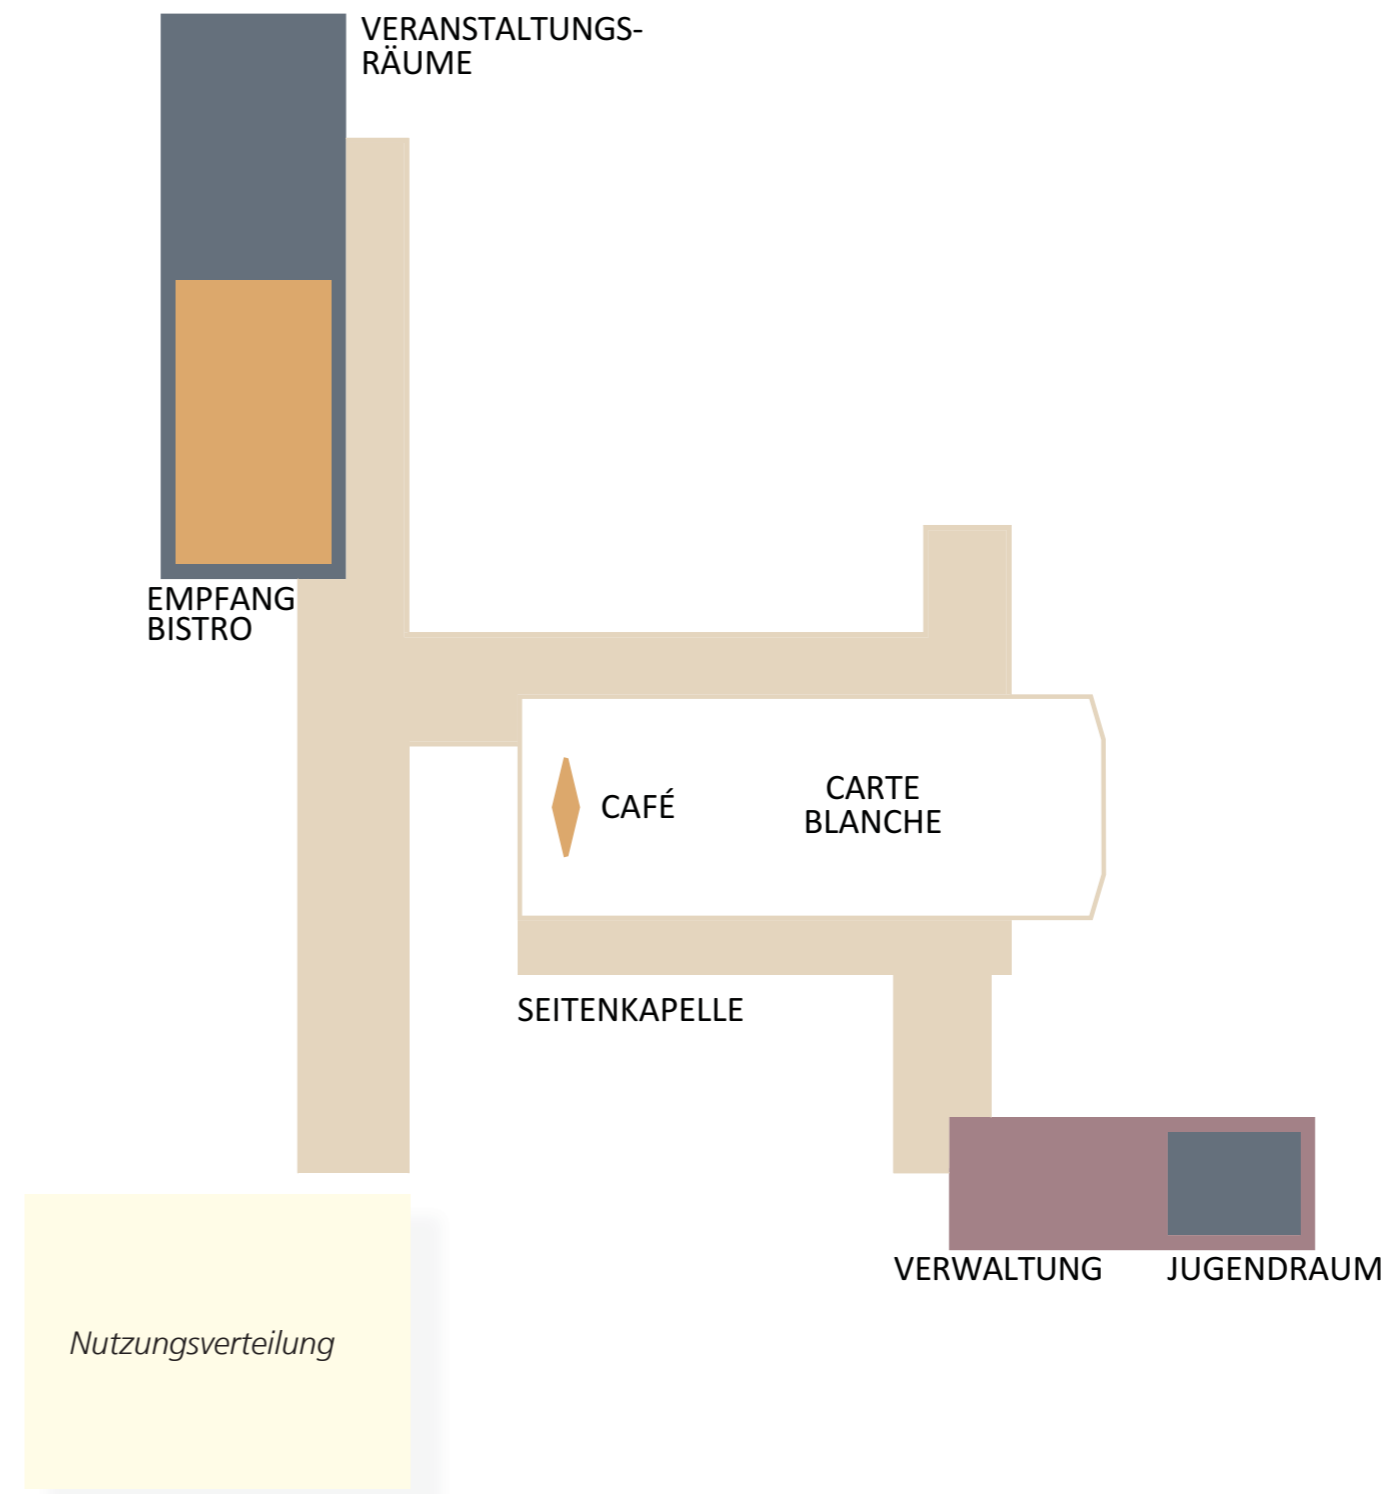 VERANSTALTUNGS-
RÄUME
EMPFANG
BISTRO
CAFÉ
CARTE
BLANCHE
SEITENKAPELLE
VERWALTUNG
JUGENDRAUM
Nutzungsverteilung